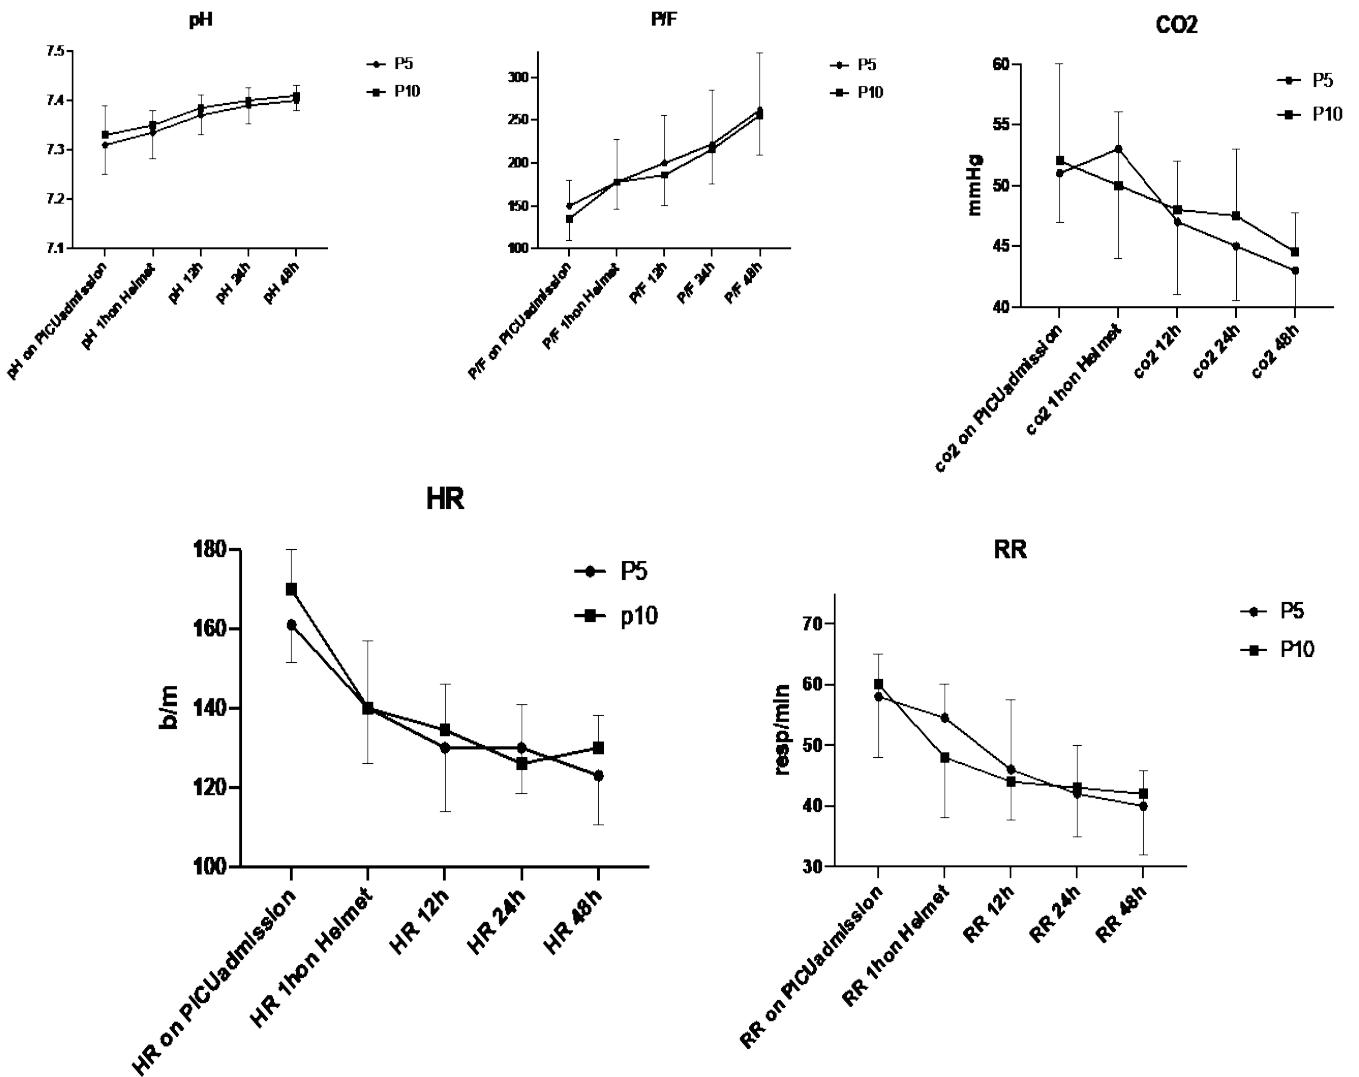 pH
7.5
7.4
7.3
7.2
7.1
P5
P10
pH on PICUadmission
pH 1hon Helmet
pH 12h
pH 24h
pH 48h
P/F
300
250
200
150
100
P5
P10
P/F on PICUadmission
P/F 1hon Helmet
P/F 12h
P/F 24h
P/F 48h
CO2
mmHg
60
55
50
45
40
P5
P10
co2 on PICUadmission
co2 1hon Helmet
co2 12h
co2 24h
co2 48h
HR
b/m
180
160
140
120
100
P5
p10
HR on PICUadmission
HR 1hon Helmet
HR 12h
HR 24h
HR 48h
RR
resp/min
70
60
50
40
30
P5
P10
RR on PICUadmission
RR 1hon Helmet
RR 12h
RR 24h
RR 48h